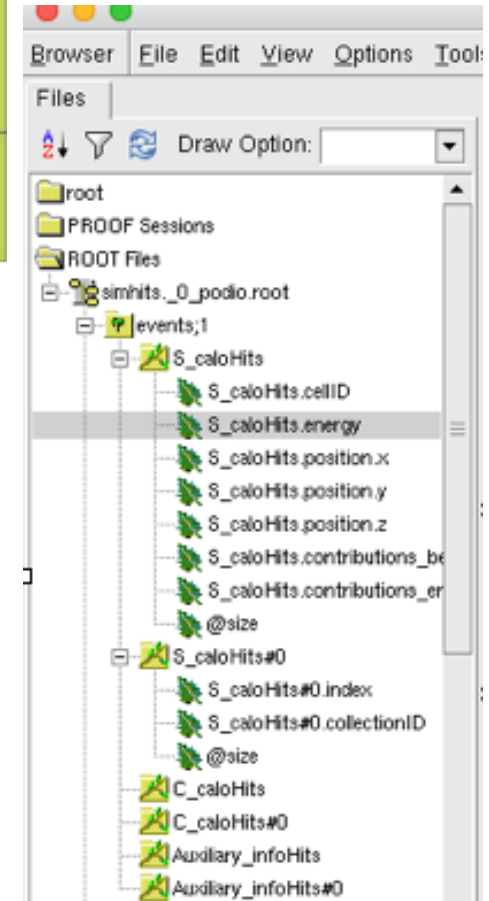 Browser File Edit View Options Tools
Files
Draw Option:
root
PROOF Sessions
ROOT Files
simhits._0_podio.root
events;1
S_caloHits
S_caloHits.cellID
S_caloHits.energy
S_caloHits.position.x
S_caloHits.position.y
S_caloHits.position.z
S_caloHits.contributions_be
S_caloHits.contributions_er
@size
S_caloHits#0
S_caloHits#0.index
S_caloHits#0.collectionID
@size
C_caloHits
C_caloHits#0
Auxiliary_infoHits
Auxiliary_infoHits#0